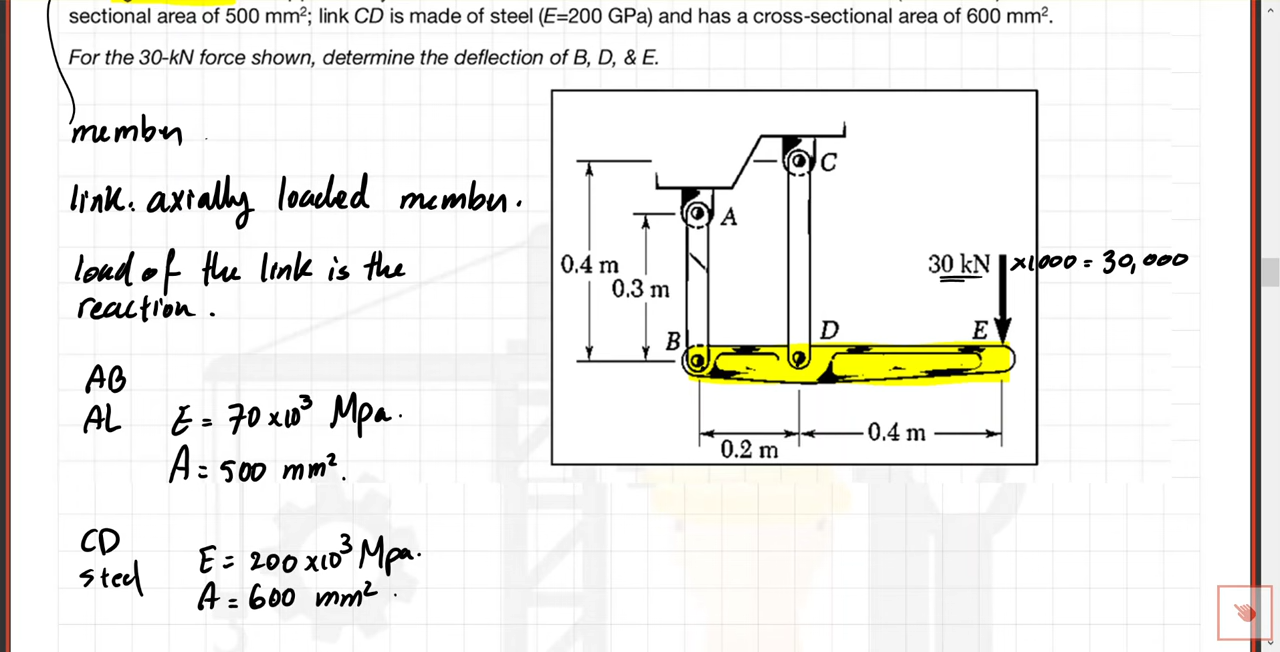 sectional area of 500 mm²; link CD is made of steel (E=200 GPa) and has a cross-sectional area of 600 mm².
For the 30-kN force shown, determine the deflection of B, D, & E.
member.
link. axially loaded member.
load of the link is the
reaction.
AB
AL E = 70 x10³ Mpa.
A = 500 mm².
CD
steel E = 200 x10³ Mpa.
A = 600 mm².
C
A
0.4 m
0.3 m
30 kN x1000 = 30,000
B
D
E
0.2 m
0.4 m